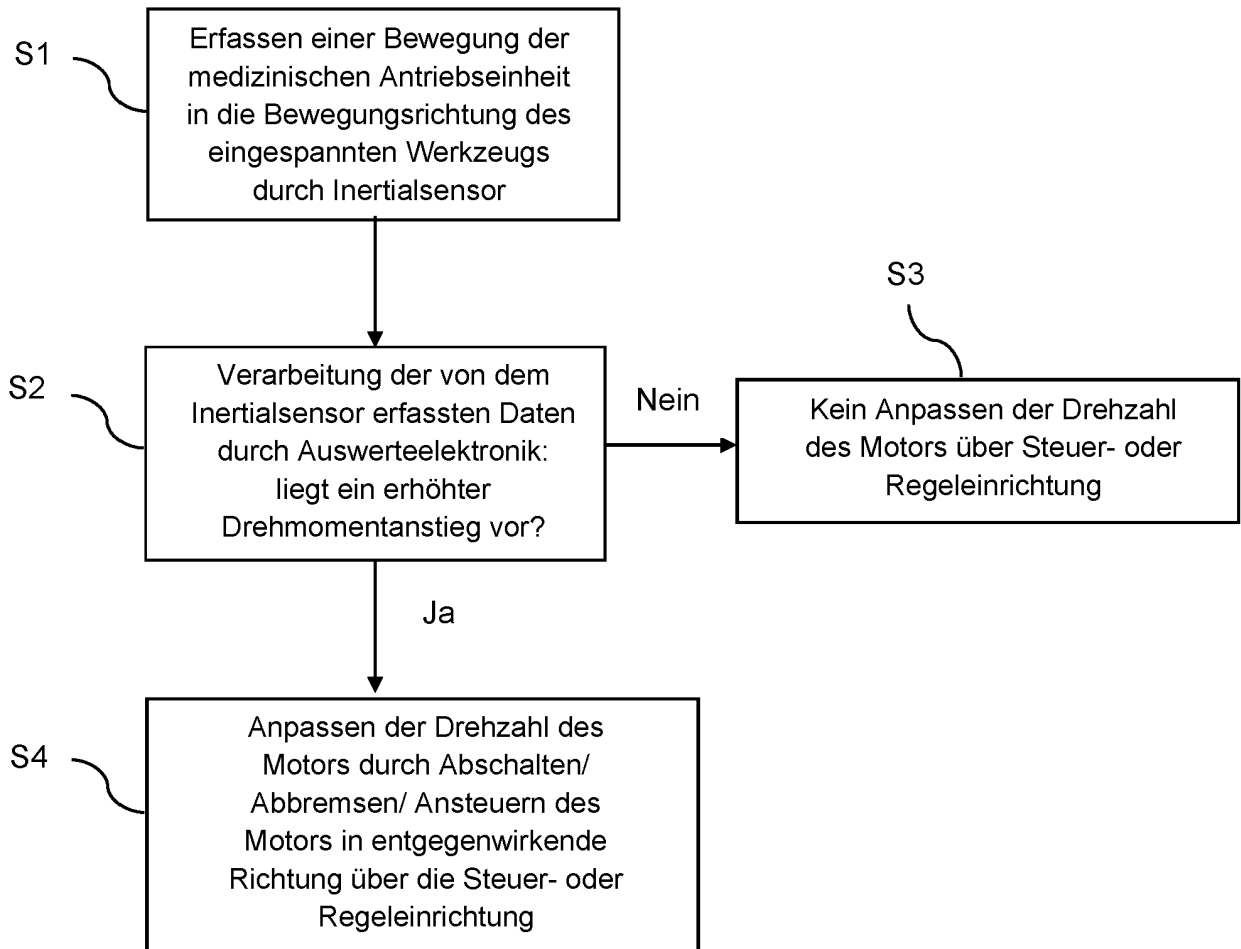 S1
Erfassen einer Bewegung der
medizinischen Antriebseinheit
in die Bewegungsrichtung des
eingespannten Werkzeugs
durch Inertialsensor
S2
Verarbeitung der von dem
Inertialsensor erfassten Daten
durch Auswerteelektronik:
liegt ein erhöhter
Drehmomentanstieg vor?
Nein
S3
Kein Anpassen der Drehzahl
des Motors über Steuer- oder
Regeleinrichtung
Ja
S4
Anpassen der Drehzahl des
Motors durch Abschalten/
Abbremsen/ Ansteuern des
Motors in entgegenwirkende
Richtung über die Steuer- oder
Regeleinrichtung